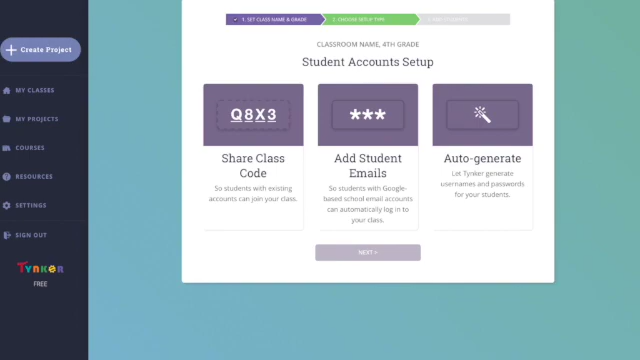 Create Project
MY CLASSES
MY PROJECTS
COURSES
RESOURCES
SETTINGS
SIGN OUT
Tynker
FREE
1. SET CLASS NAME & GRADE
2. CHOOSE SETUP TYPE
3. ADD STUDENTS
CLASSROOM NAME, 4TH GRADE
Student Accounts Setup
Q8X3
Share Class
Code
So students with existing
accounts can join your class.
***
Add Student
Emails
So students with Google-
based school email accounts
can automatically log in to
your class.
Auto-generate
Let Tynker generate
usernames and passwords
for your students.
NEXT >